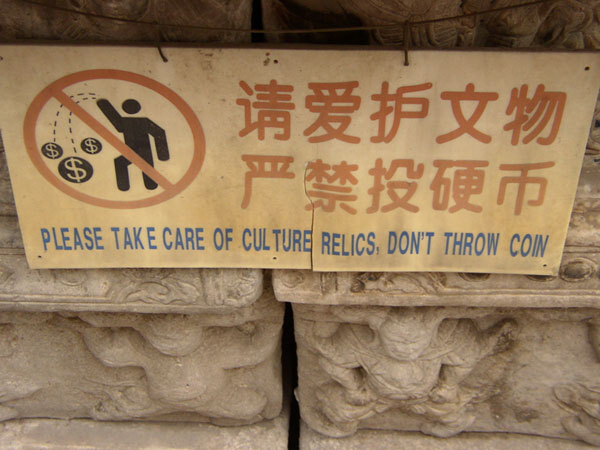 请爱护文物
严禁投硬币
PLEASE TAKE CARE OF CULTURE RELICS, DON'T THROW COIN
$
$
$